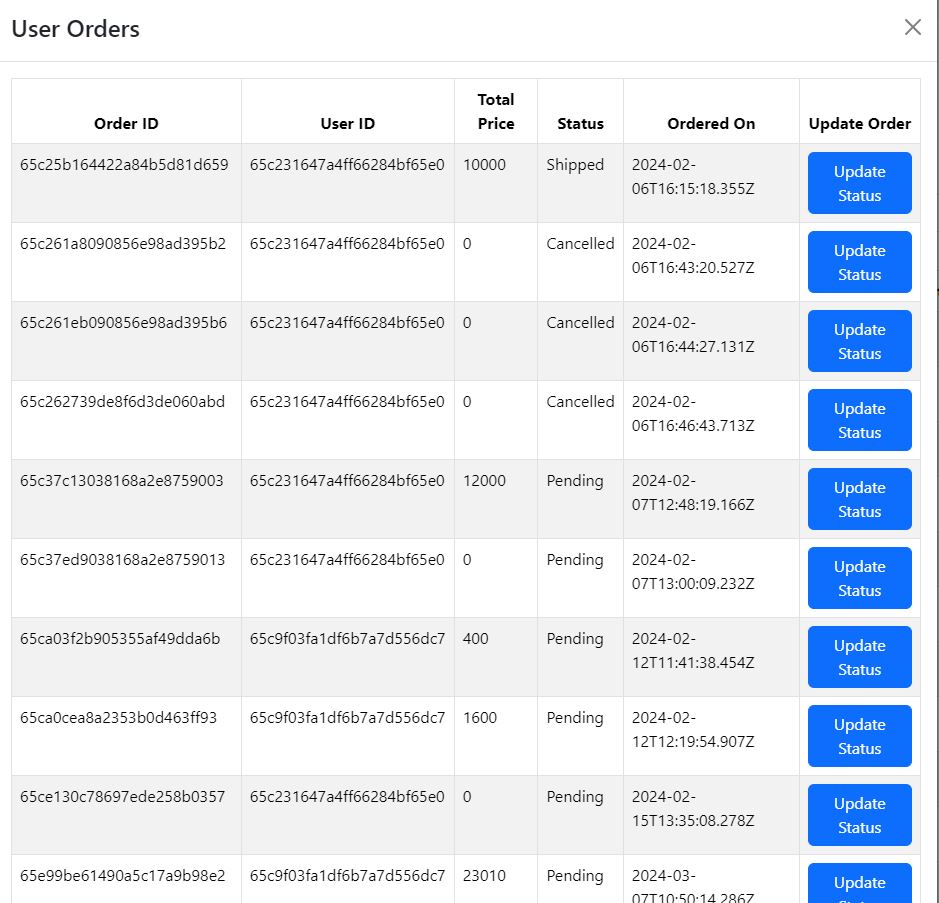 User Orders
Order ID User ID Total Price Status Ordered On Update Order
65c25b164422a84b5d81d659 65c231647a4ff66284bf65e0 10000 Shipped 2024-02- Update
06T16:15:18.355Z Status
65c261a8090856e98ad395b2 65c231647a4ff66284bf65e0 0 Cancelled 2024-02- Update
06T16:43:20.527Z Status
65c261eb090856e98ad395b6 65c231647a4ff66284bf65e0 0 Cancelled 2024-02- Update
06T16:44:27.131Z Status
65c262739de8f6d3de060abd 65c231647a4ff66284bf65e0 0 Cancelled 2024-02- Update
06T16:46:43.713Z Status
65c37c13038168a2e8759003 65c231647a4ff66284bf65e0 12000 Pending 2024-02- Update
07T12:48:19.166Z Status
65c37ed9038168a2e8759013 65c231647a4ff66284bf65e0 0 Pending 2024-02- Update
07T13:00:09.232Z Status
65ca03f2b905355af49dda6b 65c9f03fa1df6b7a7d556dc7 400 Pending 2024-02- Update
12T11:41:38.454Z Status
65ca0cea8a2353b0d463ff93 65c9f03fa1df6b7a7d556dc7 1600 Pending 2024-02- Update
12T12:19:54.907Z Status
65ce130c78697ede258b0357 65c231647a4ff66284bf65e0 0 Pending 2024-02- Update
15T13:35:08.278Z Status
65e99be61490a5c17a9b98e2 65c9f03fa1df6b7a7d556dc7 23010 Pending 2024-03- Update
07T10:50:14.286Z